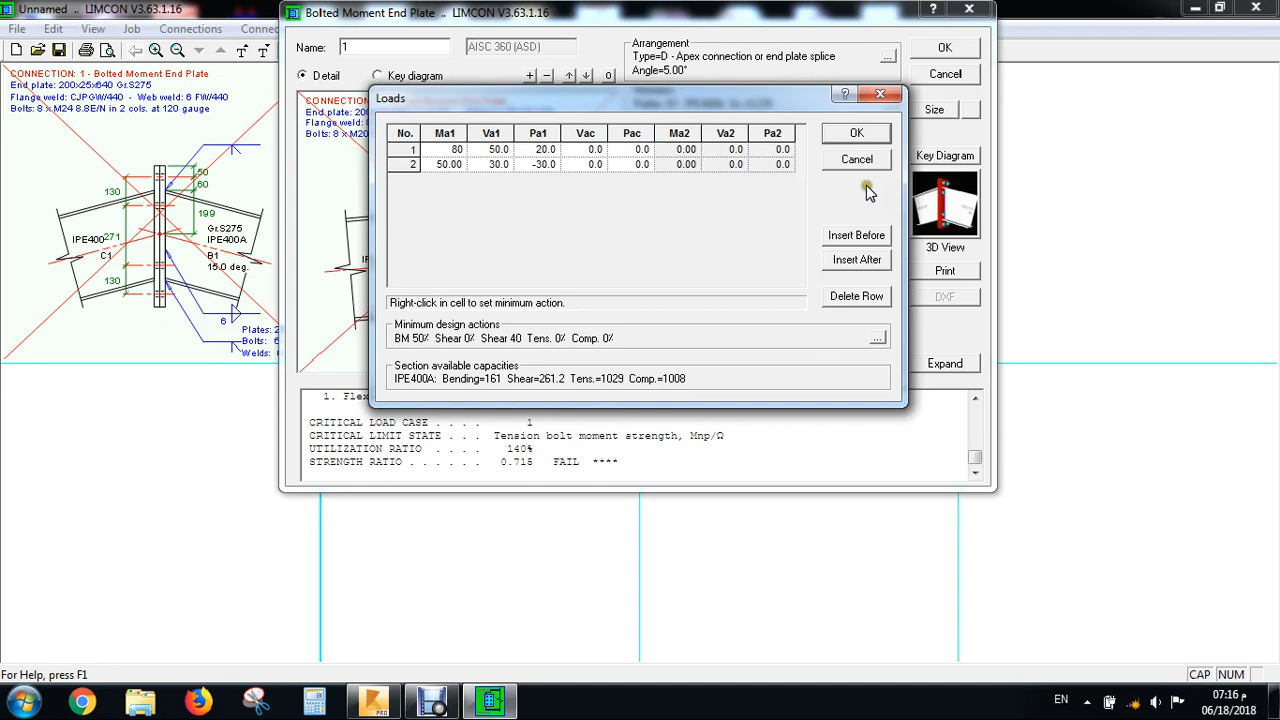 Unnamed .. LIMCON V3.63.1.16
File Edit View Job Connections Connec
CONNECTION: 1 - Bolted Moment End Plate
End plate: 200x25x640 Gr.S275
Flange weld: CJPGW/440 - Web weld: 6 FW/440
Bolts: 8 x M24 8.8E/N in 2 cols. at 120 gauge
50
60
130
199
Gr.S275
IPE400
IPE400A
271
C1
B1
15.0 deg.
130
6
Plates: 2
Bolts: 8
Welds:
Bolted Moment End Plate .. LIMCON V3.63.1.16
Name: 1
AISC 360 (ASD)
Arrangement
Type=D - Apex connection or end plate splice
Angle=5.00°
...
OK
Cancel
Detail
Key diagram
+ − ↑ ↓ 0
Size
Key Diagram
3D View
Print
DXF
Expand
Loads
No. Ma1 Va1 Pa1 Vac Pac Ma2 Va2 Pa2
1 80 50.0 20.0 0.0 0.0 0.00 0.0 0.0
2 50.00 30.0 -30.0 0.0 0.0 0.00 0.0 0.0
OK
Cancel
Insert Before
Insert After
Delete Row
Right-click in cell to set minimum action.
Minimum design actions
BM 50% Shear 0% Shear 40 Tens. 0% Comp. 0%
...
Section available capacities
IPE400A: Bending=161 Shear=261.2 Tens.=1029 Comp.=1008
1. Flex
CRITICAL LOAD CASE . . . . 1
CRITICAL LIMIT STATE . . . Tension bolt moment strength, Mnp/Ω
UTILIZATION RATIO . . . . 140%
STRENGTH RATIO . . . . . . 0.715 FAIL ****
For Help, press F1
CAP NUM
EN
07:16 م
06/18/2018